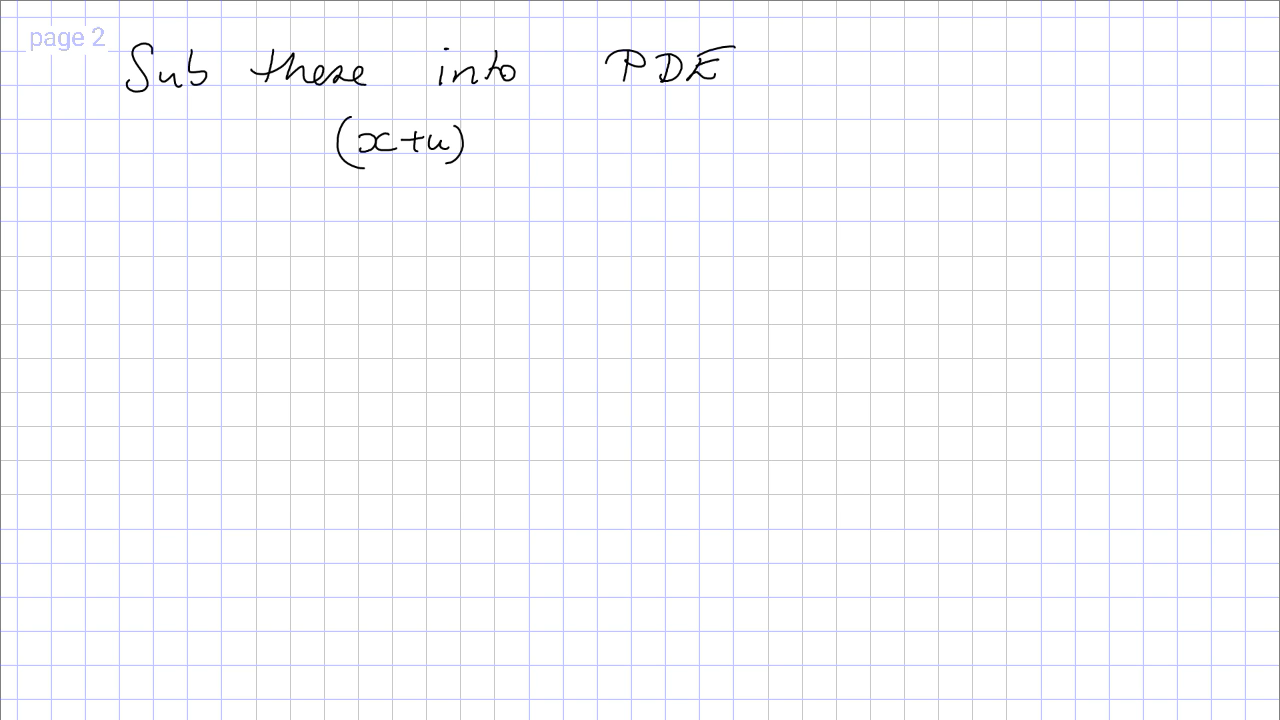 page 2
Sub these into PDE
(x+u)